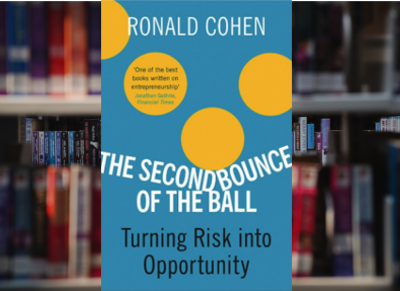 RONALD COHEN
'One of the best
books written on
entrepreneurship'
Jonathan Guthrie,
Financial Times
THE SECOND BOUNCE
OF THE BALL
Turning Risk into
Opportunity